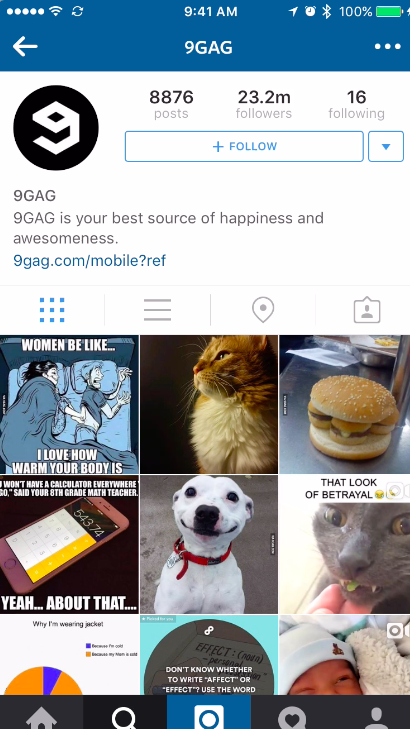 9:41 AM
100%
9GAG
8876
posts
23.2m
followers
16
following
+ FOLLOW
9GAG
9GAG is your best source of happiness and
awesomeness.
9gag.com/mobile?ref
WOMEN BE LIKE...
I LOVE HOW
WARM YOUR BODY IS
U WON'T HAVE A CALCULATOR EVERYWHERE
GO," SAID YOUR 8TH GRADE MATH TEACHER.
54374
YEAH... ABOUT THAT....
THAT LOOK
OF BETRAYAL
Why I'm wearing jacket
Because I'm cold
Because my Mom is cold
EFFECT: (noun)
DON'T KNOW WHETHER
TO WRITE "AFFECT" OR
"EFFECT"? USE THE WORD